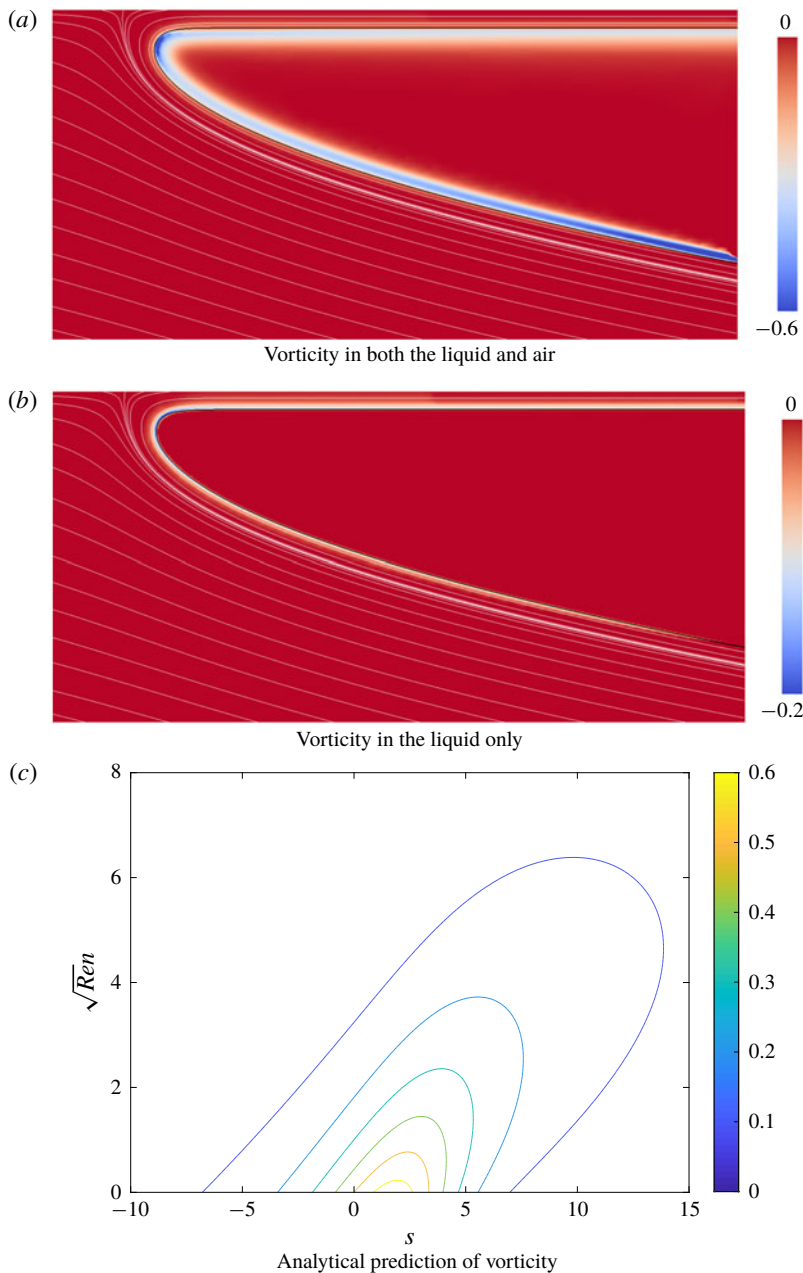 (a)
0
−0.6
Vorticity in both the liquid and air
(b)
0
−0.2
Vorticity in the liquid only
(c)
8
6
4
2
0
√Ren
−10 −5 0 5 10 15
s
0.6
0.5
0.4
0.3
0.2
0.1
0
Analytical prediction of vorticity